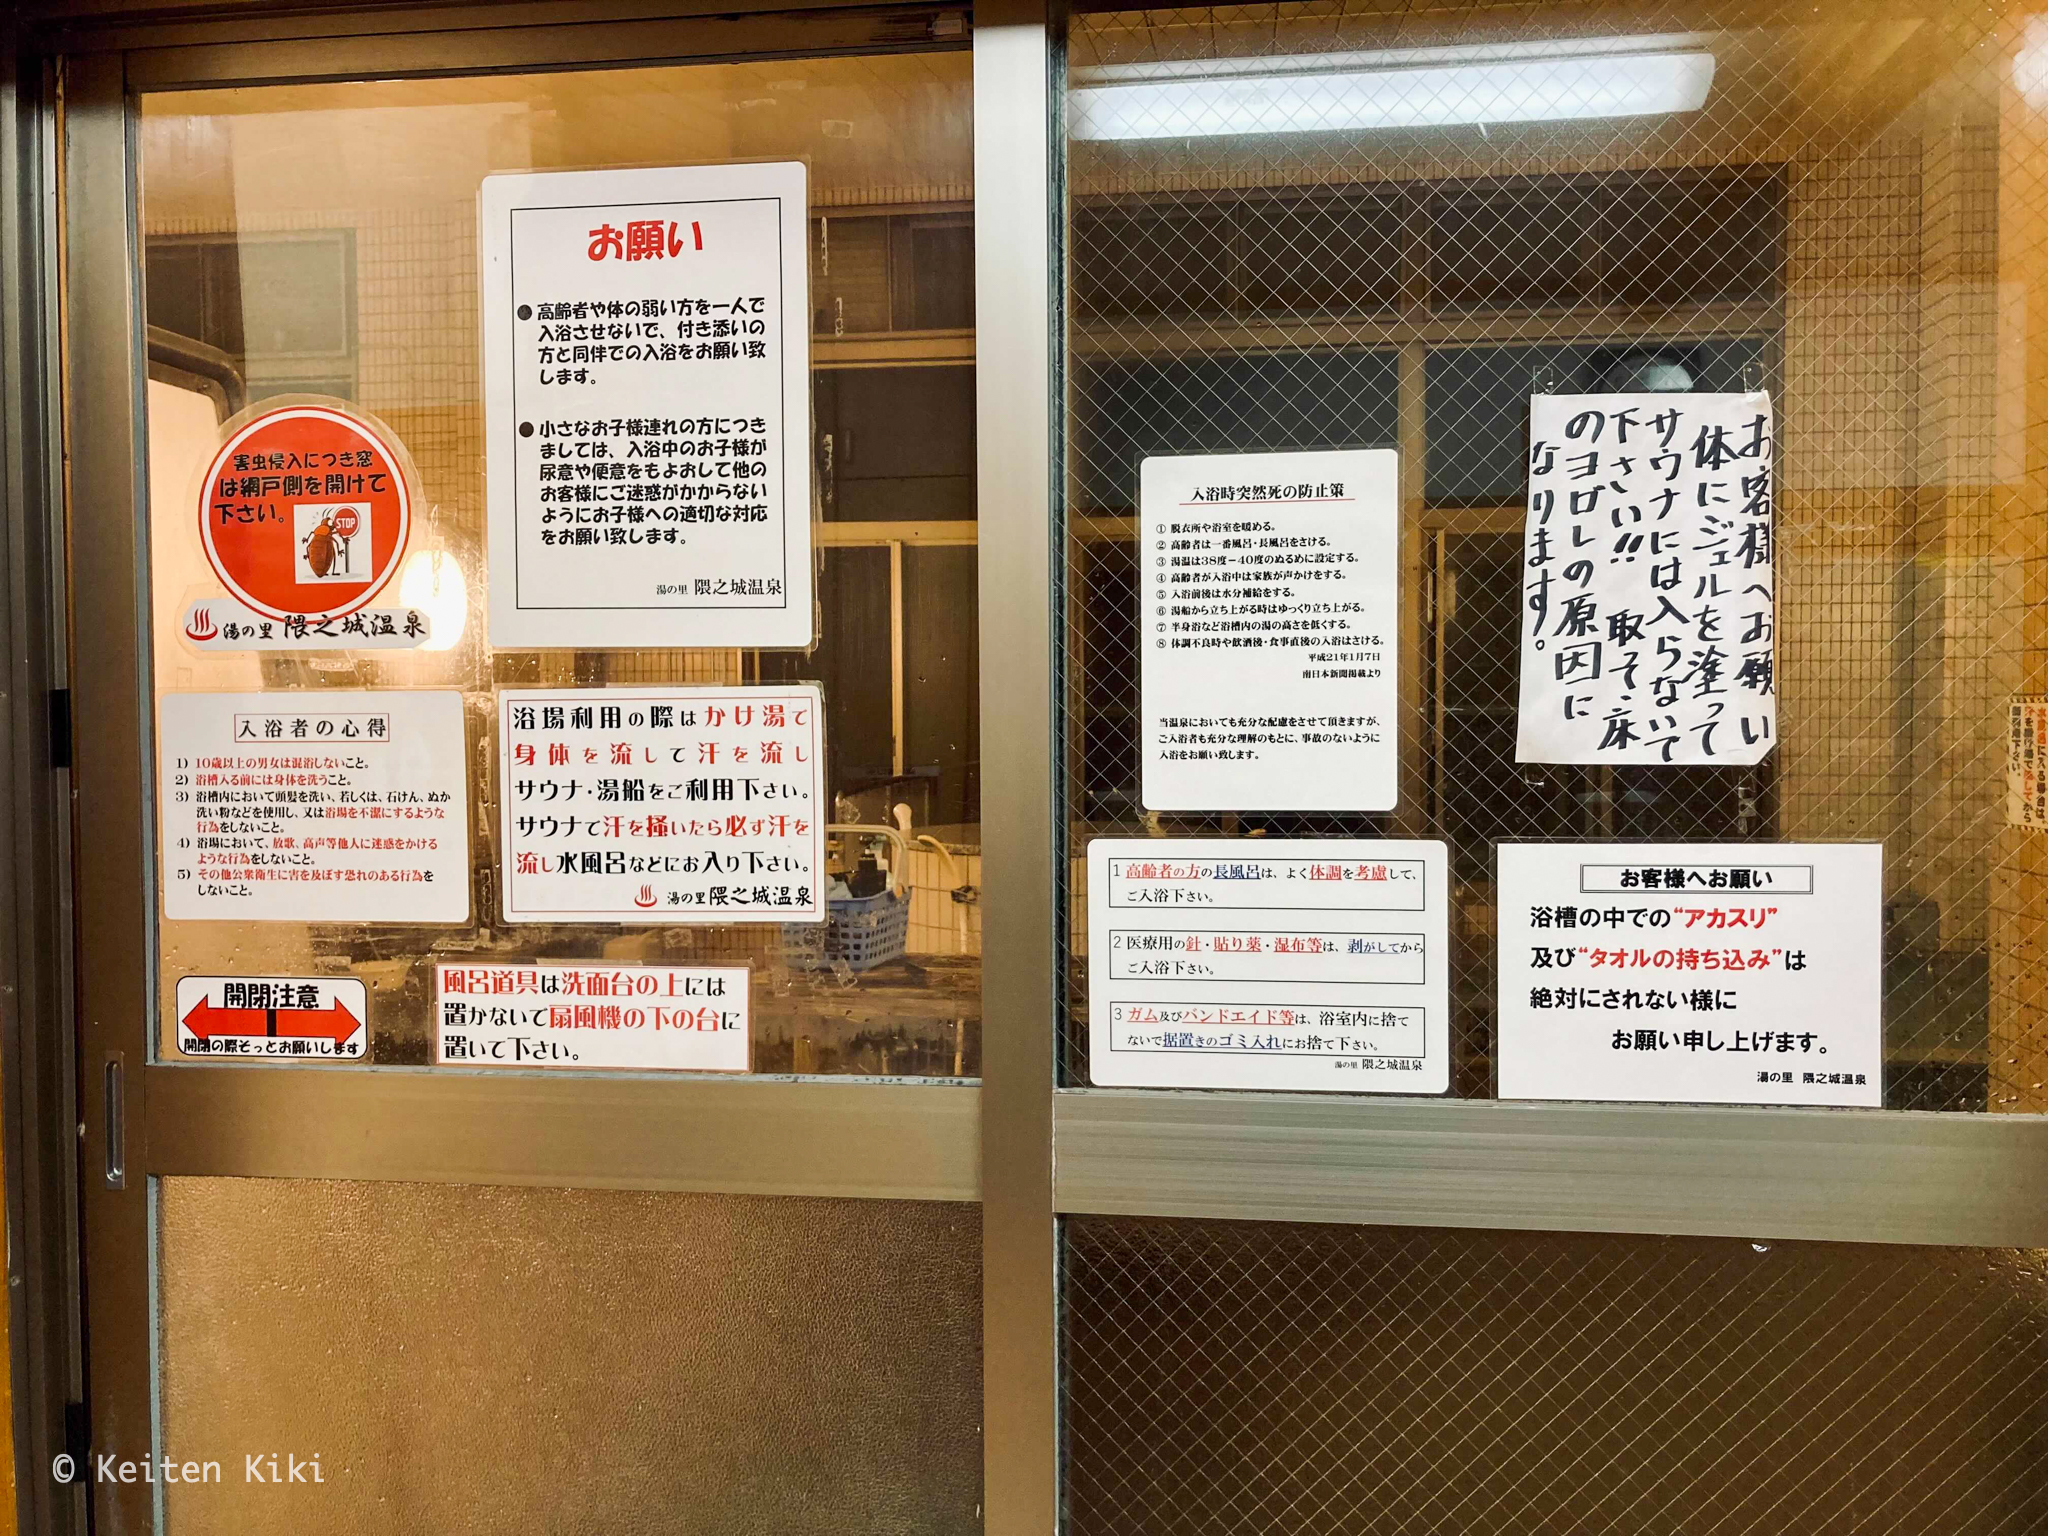 お願い
●高齢者や体の弱い方を一人で
入浴させないで、付き添いの
方と同伴での入浴をお願い致
します。
●小さなお子様連れの方につき
ましては、入浴中のお子様が
尿意や便意をもよおして他の
お客様にご迷惑がかからない
ようにお子様への適切な対応
をお願い致します。
湯の里 隈之城温泉
害虫侵入につき窓
は網戸側を開けて
下さい。
STOP
湯の里 隈之城温泉
入浴者の心得
1) 10歳以上の男女は混浴しないこと。
2) 浴槽入る前には身体を洗うこと。
3) 浴槽内において頭髪を洗い、若しくは、石けん、ぬか
洗い粉などを使用し、又は浴場を不潔にするような
行為をしないこと。
4) 浴場において、放歌、高声等他人に迷惑をかける
ような行為をしないこと。
5) その他公衆衛生に害を及ぼす恐れのある行為を
しないこと。
浴場利用の際はかけ湯で
身体を流して汗を流し
サウナ・湯船をご利用下さい。
サウナで汗を掻いたら必ず汗を
流し水風呂などにお入り下さい。
湯の里 隈之城温泉
開閉注意
開閉の際そっとお願いします
風呂道具は洗面台の上には
置かないで扇風機の下の台に
置いて下さい。
入浴時突然死の防止策
① 脱衣所や浴室を暖める。
② 高齢者は一番風呂・長風呂をさける。
③ 湯温は38度−40度のぬるめに設定する。
④ 高齢者が入浴中は家族が声かけをする。
⑤ 入浴前後は水分補給をする。
⑥ 湯船から立ち上がる時はゆっくり立ち上がる。
⑦ 半身浴など浴槽内の湯の高さを低くする。
⑧ 体調不良時や飲酒後・食事直後の入浴はさける。
平成21年1月7日
南日本新聞掲載より
当温泉においても充分な配慮をさせて頂きますが、
ご入浴者も充分な理解のもとに、事故のないように
入浴をお願い致します。
お客様へお願い
体にジェルを塗って
サウナには入らないで
下さい!! 取そこ床
のヨゴレの原因に
なります。
1 高齢者の方の長風呂は、よく体調を考慮して、
ご入浴下さい。
2 医療用の針・貼り薬・湿布等は、剥がしてから
ご入浴下さい。
3 ガム及びバンドエイド等は、浴室内に捨て
ないで据置きのゴミ入れにお捨て下さい。
湯の里 隈之城温泉
お客様へお願い
浴槽の中での“アカスリ”
及び“タオルの持ち込み”は
絶対にされない様に
お願い申し上げます。
湯の里 隈之城温泉
© Keiten Kiki